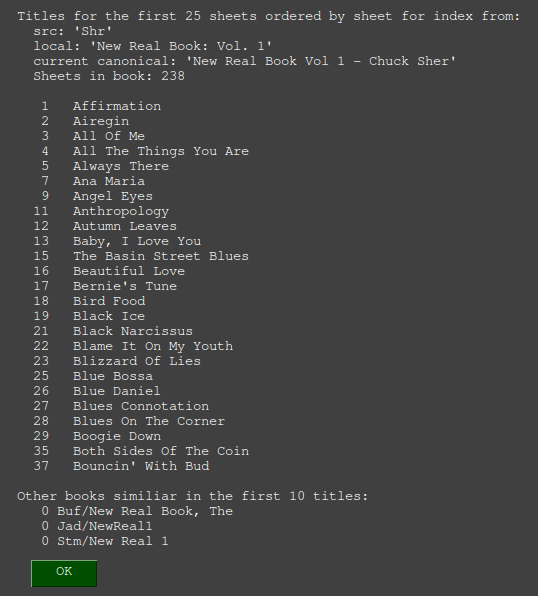 Titles for the first 25 sheets ordered by sheet for index from:
src: 'Shr'
local: 'New Real Book: Vol. 1'
current canonical: 'New Real Book Vol 1 - Chuck Sher'
Sheets in book: 238
1 Affirmation
2 Airegin
3 All Of Me
4 All The Things You Are
5 Always There
7 Ana Maria
9 Angel Eyes
11 Anthropology
12 Autumn Leaves
13 Baby, I Love You
15 The Basin Street Blues
16 Beautiful Love
17 Bernie's Tune
18 Bird Food
19 Black Ice
21 Black Narcissus
22 Blame It On My Youth
23 Blizzard Of Lies
25 Blue Bossa
26 Blue Daniel
27 Blues Connotation
28 Blues On The Corner
29 Boogie Down
35 Both Sides Of The Coin
37 Bouncin' With Bud
Other books similiar in the first 10 titles:
0 Buf/New Real Book, The
0 Jad/NewReal1
0 Stm/New Real 1
OK